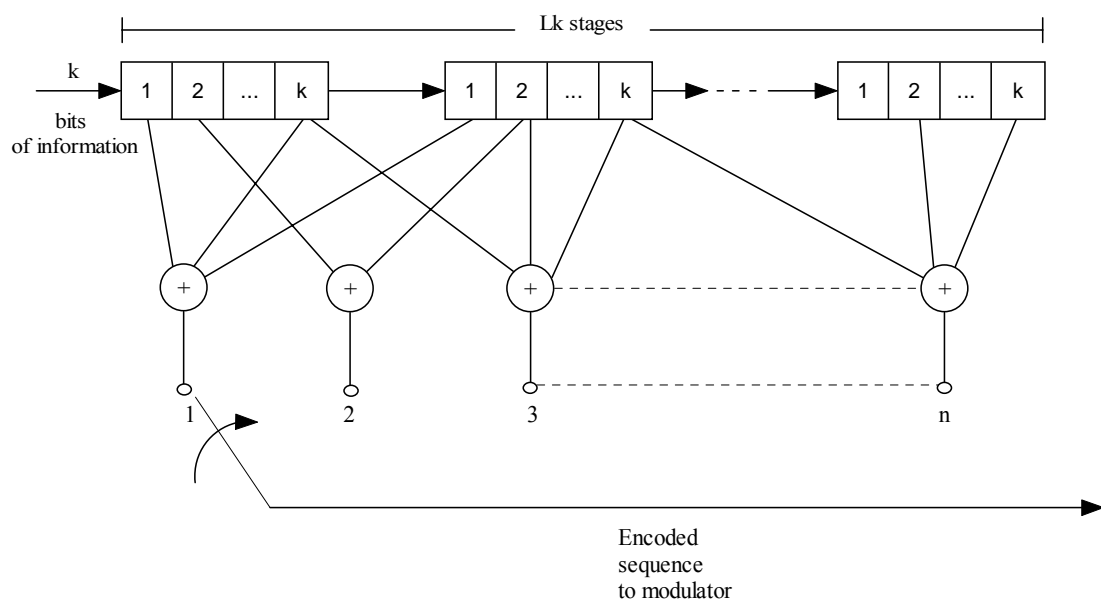 Lk stages
k
1 2 ... k
1 2 ... k
1 2 ... k
bits
of information
+ + + +
1 2 3 n
Encoded
sequence
to modulator